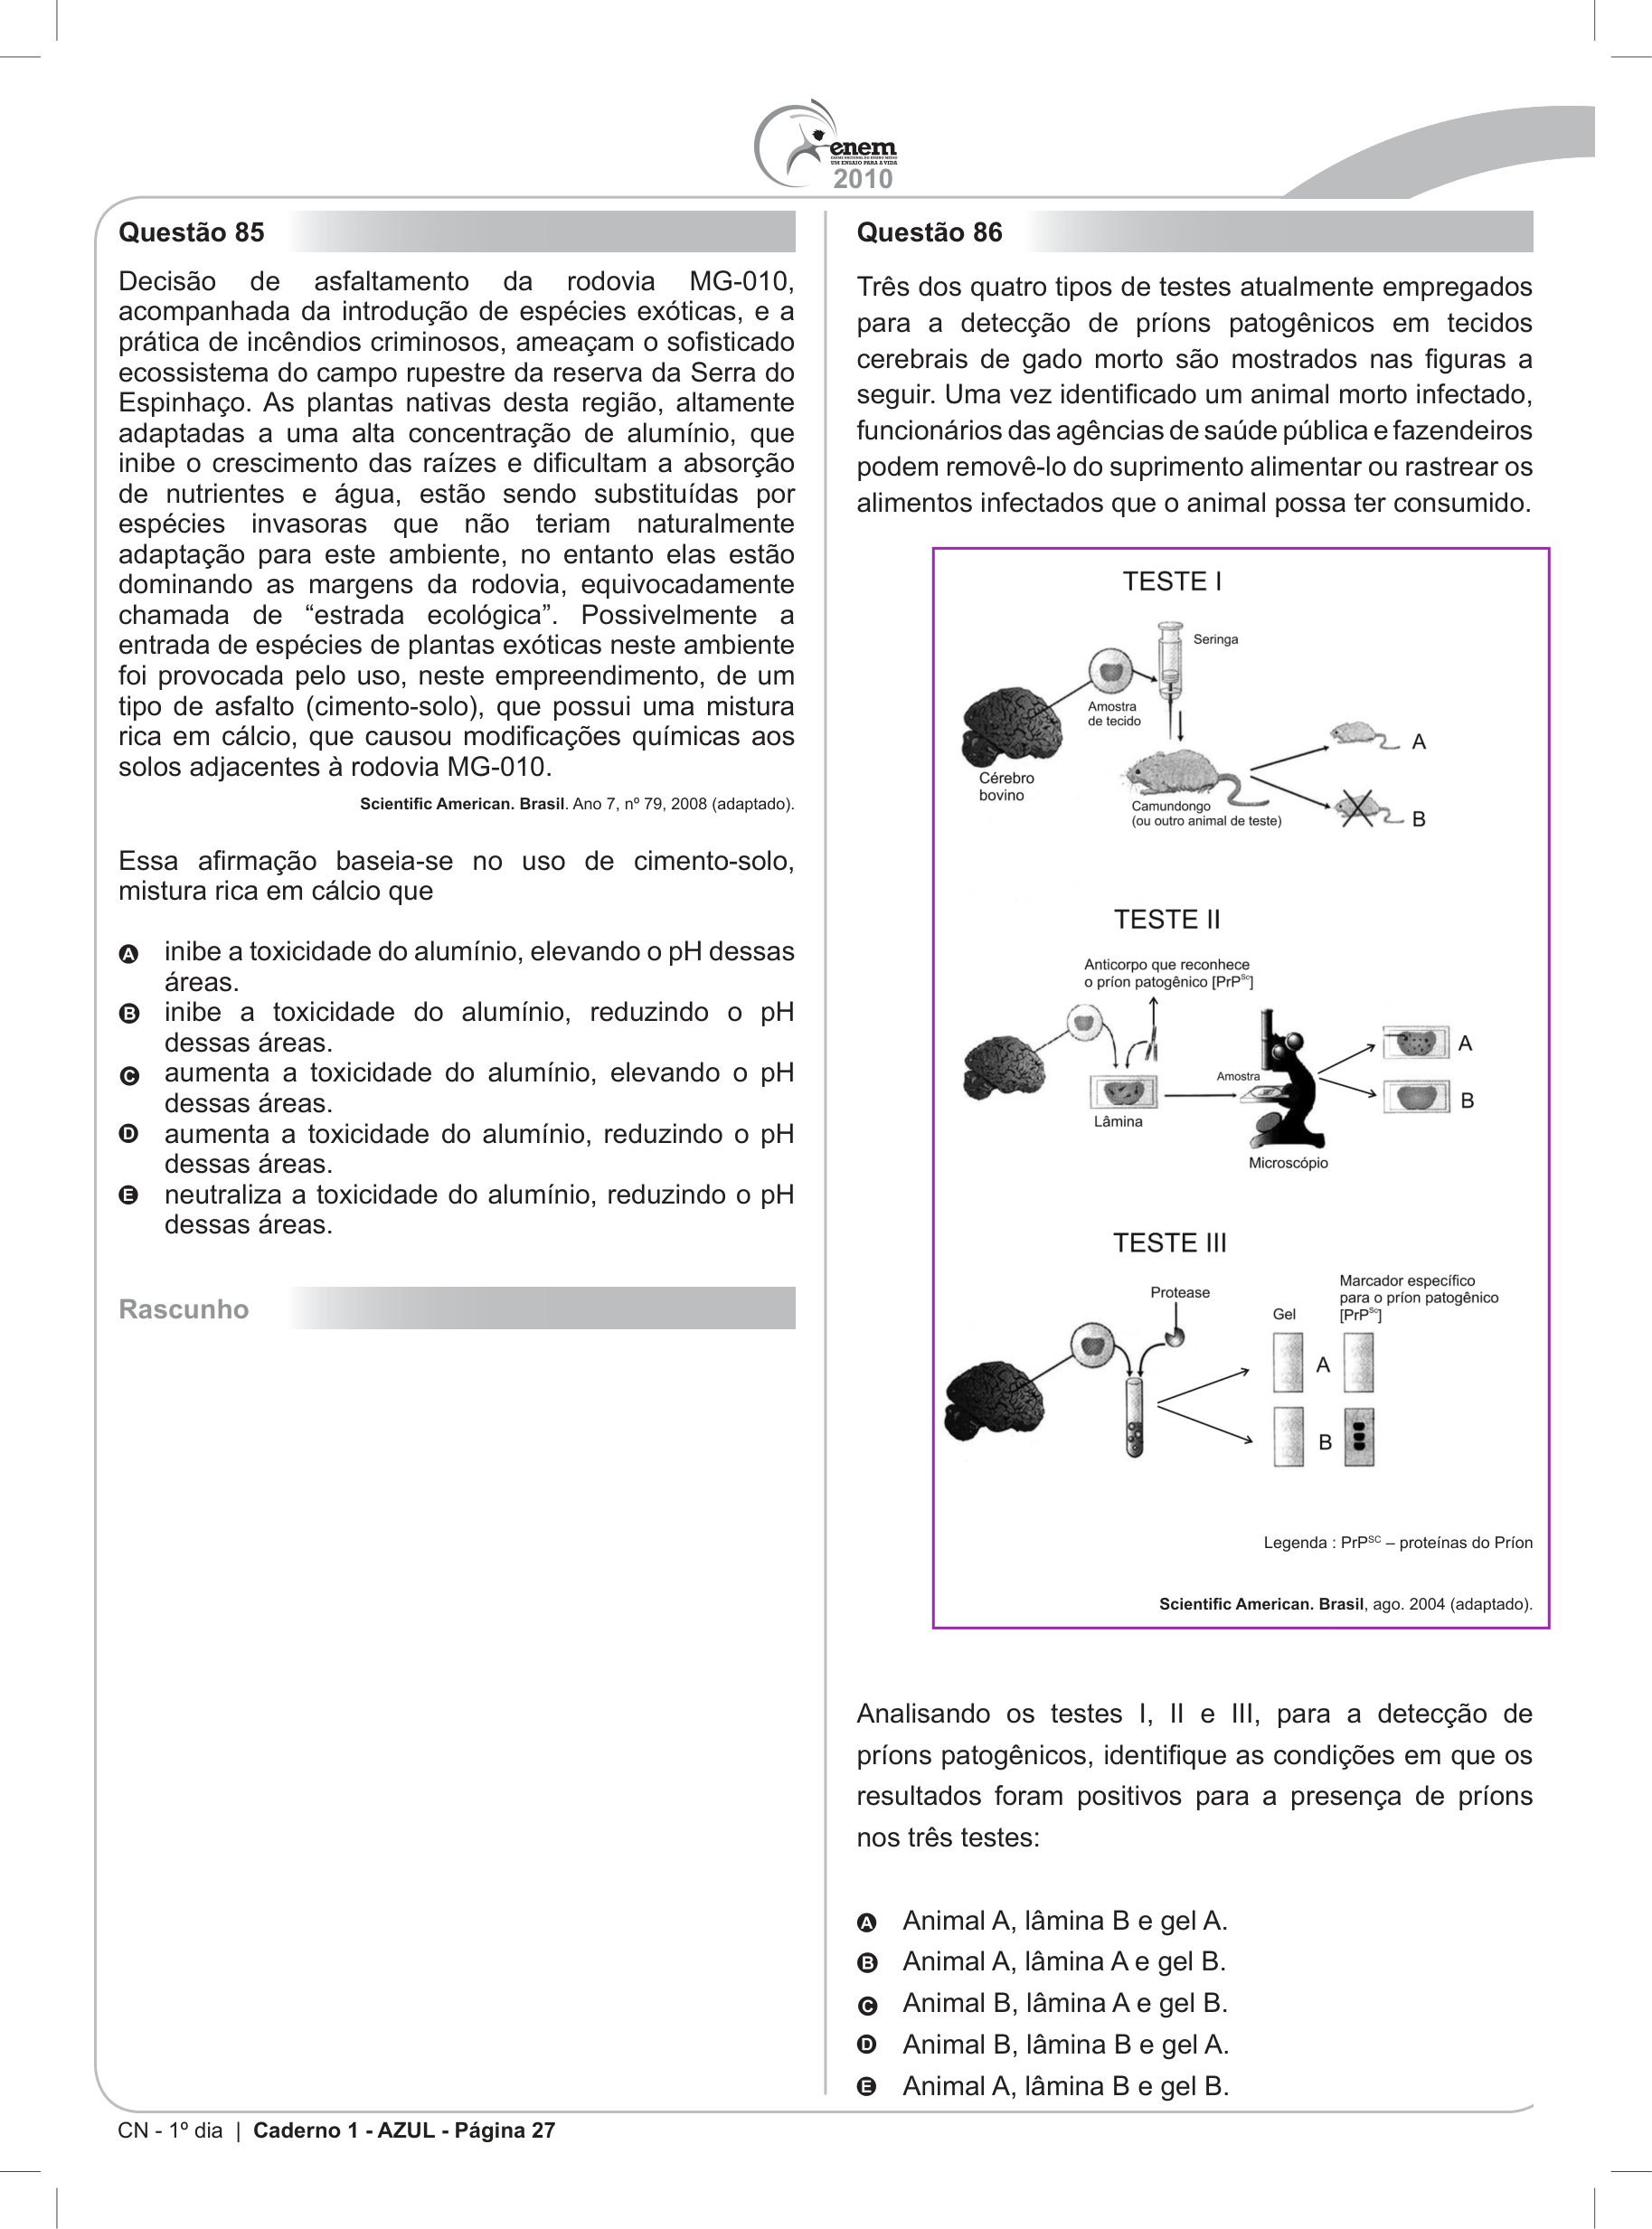 enem
EXAME NACIONAL DO ENSINO MÉDIO
UM ENSAIO PARA A VIDA
2010
Questão 85
Decisão de asfaltamento da rodovia MG-010,
acompanhada da introdução de espécies exóticas, e a
prática de incêndios criminosos, ameaçam o sofisticado
ecossistema do campo rupestre da reserva da Serra do
Espinhaço. As plantas nativas desta região, altamente
adaptadas a uma alta concentração de alumínio, que
inibe o crescimento das raízes e dificultam a absorção
de nutrientes e água, estão sendo substituídas por
espécies invasoras que não teriam naturalmente
adaptação para este ambiente, no entanto elas estão
dominando as margens da rodovia, equivocadamente
chamada de “estrada ecológica”. Possivelmente a
entrada de espécies de plantas exóticas neste ambiente
foi provocada pelo uso, neste empreendimento, de um
tipo de asfalto (cimento-solo), que possui uma mistura
rica em cálcio, que causou modificações químicas aos
solos adjacentes à rodovia MG-010.
Scientific American. Brasil. Ano 7, nº 79, 2008 (adaptado).
Essa afirmação baseia-se no uso de cimento-solo,
mistura rica em cálcio que
A inibe a toxicidade do alumínio, elevando o pH dessas
áreas.
B inibe a toxicidade do alumínio, reduzindo o pH
dessas áreas.
C aumenta a toxicidade do alumínio, elevando o pH
dessas áreas.
D aumenta a toxicidade do alumínio, reduzindo o pH
dessas áreas.
E neutraliza a toxicidade do alumínio, reduzindo o pH
dessas áreas.
Rascunho
Questão 86
Três dos quatro tipos de testes atualmente empregados
para a detecção de príons patogênicos em tecidos
cerebrais de gado morto são mostrados nas figuras a
seguir. Uma vez identificado um animal morto infectado,
funcionários das agências de saúde pública e fazendeiros
podem removê-lo do suprimento alimentar ou rastrear os
alimentos infectados que o animal possa ter consumido.
TESTE I
Seringa
Amostra
de tecido
Cérebro
bovino
Camundongo
(ou outro animal de teste)
A
B
TESTE II
Anticorpo que reconhece
o príon patogênico [PrPSc]
Lâmina
Amostra
Microscópio
A
B
TESTE III
Protease
Gel
Marcador específico
para o príon patogênico
[PrPSc]
A
B
Legenda : PrPSC – proteínas do Príon
Scientific American. Brasil, ago. 2004 (adaptado).
Analisando os testes I, II e III, para a detecção de
príons patogênicos, identifique as condições em que os
resultados foram positivos para a presença de príons
nos três testes:
A Animal A, lâmina B e gel A.
B Animal A, lâmina A e gel B.
C Animal B, lâmina A e gel B.
D Animal B, lâmina B e gel A.
E Animal A, lâmina B e gel B.
CN - 1º dia | Caderno 1 - AZUL - Página 27